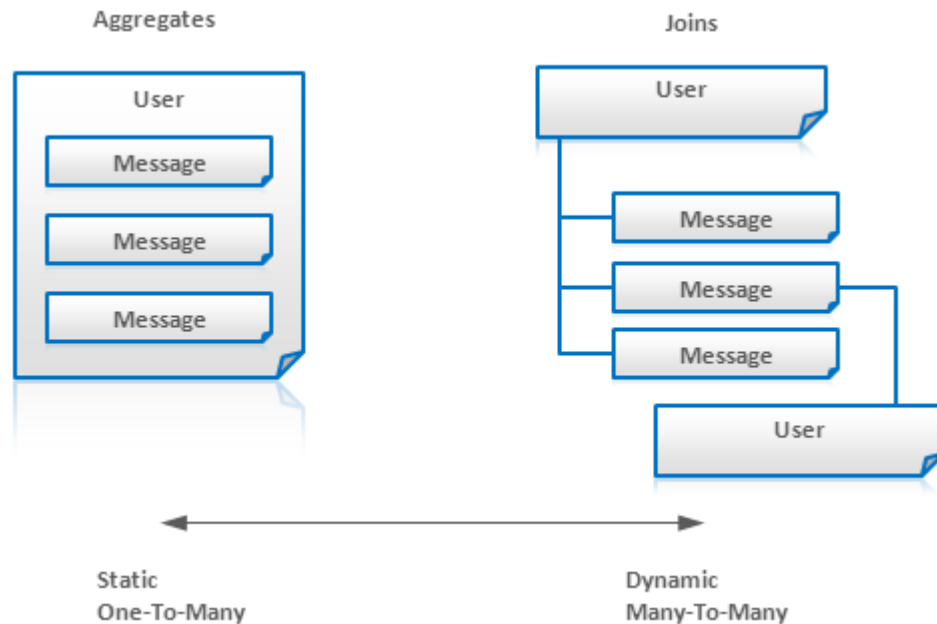 Aggregates
User
Message
Message
Message
Joins
User
Message
Message
Message
User
Static
One-To-Many
Dynamic
Many-To-Many